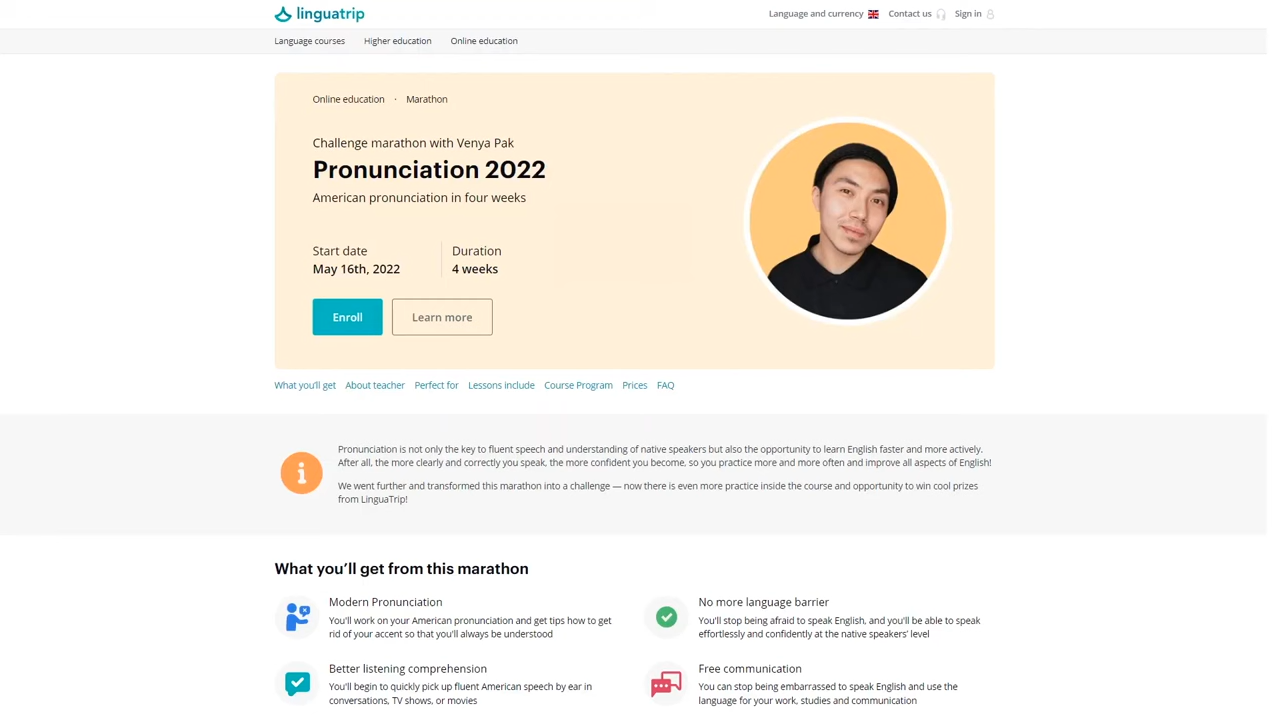 linguatrip
Language and currency
Contact us
Sign in
Language courses
Higher education
Online education
Online education · Marathon
Challenge marathon with Venya Pak
Pronunciation 2022
American pronunciation in four weeks
Start date
May 16th, 2022
Duration
4 weeks
Enroll
Learn more
What you'll get
About teacher
Perfect for
Lessons include
Course Program
Prices
FAQ
Pronunciation is not only the key to fluent speech and understanding of native speakers but also the opportunity to learn English faster and more actively.
After all, the more clearly and correctly you speak, the more confident you become, so you practice more and more often and improve all aspects of English!
We went further and transformed this marathon into a challenge — now there is even more practice inside the course and opportunity to win cool prizes
from LinguaTrip!
What you'll get from this marathon
Modern Pronunciation
You'll work on your American pronunciation and get tips how to get
rid of your accent so that you'll always be understood
No more language barrier
You'll stop being afraid to speak English, and you'll be able to speak
effortlessly and confidently at the native speakers' level
Better listening comprehension
You'll begin to quickly pick up fluent American speech by ear in
conversations, TV shows, or movies
Free communication
You can stop being embarrassed to speak English and use the
language for your work, studies and communication